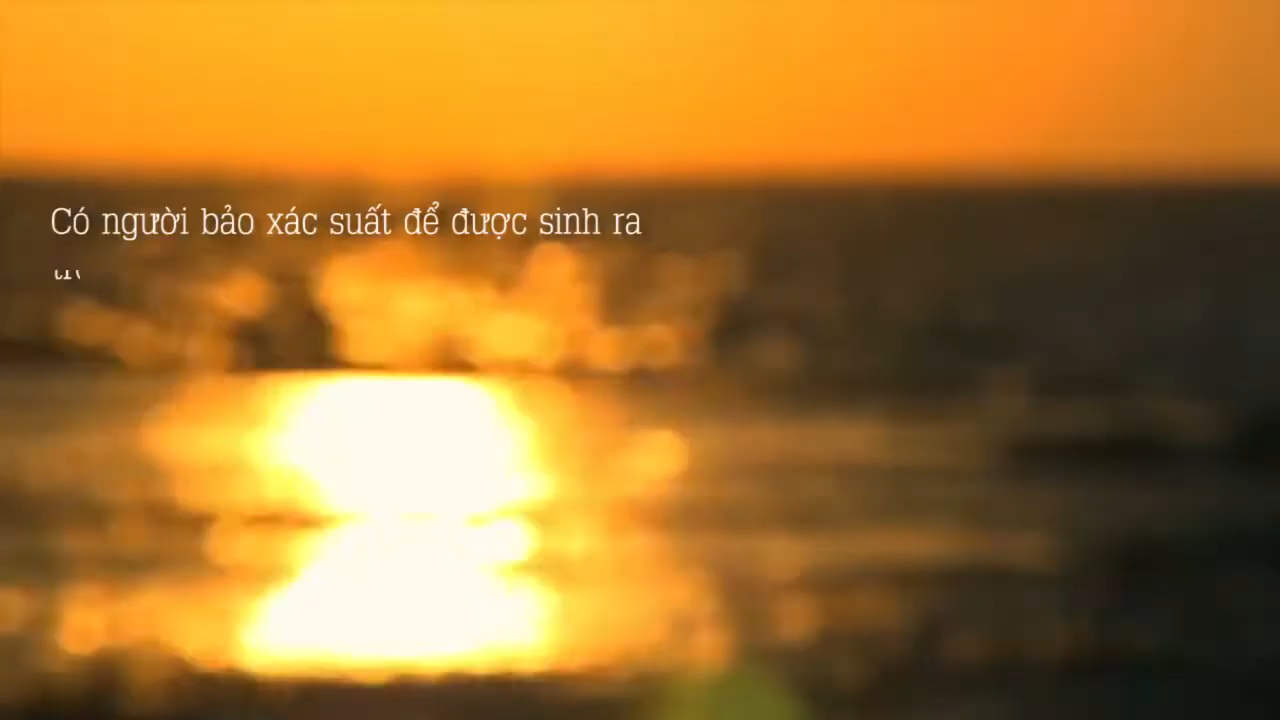 Có người bảo xác suất để được sinh ra